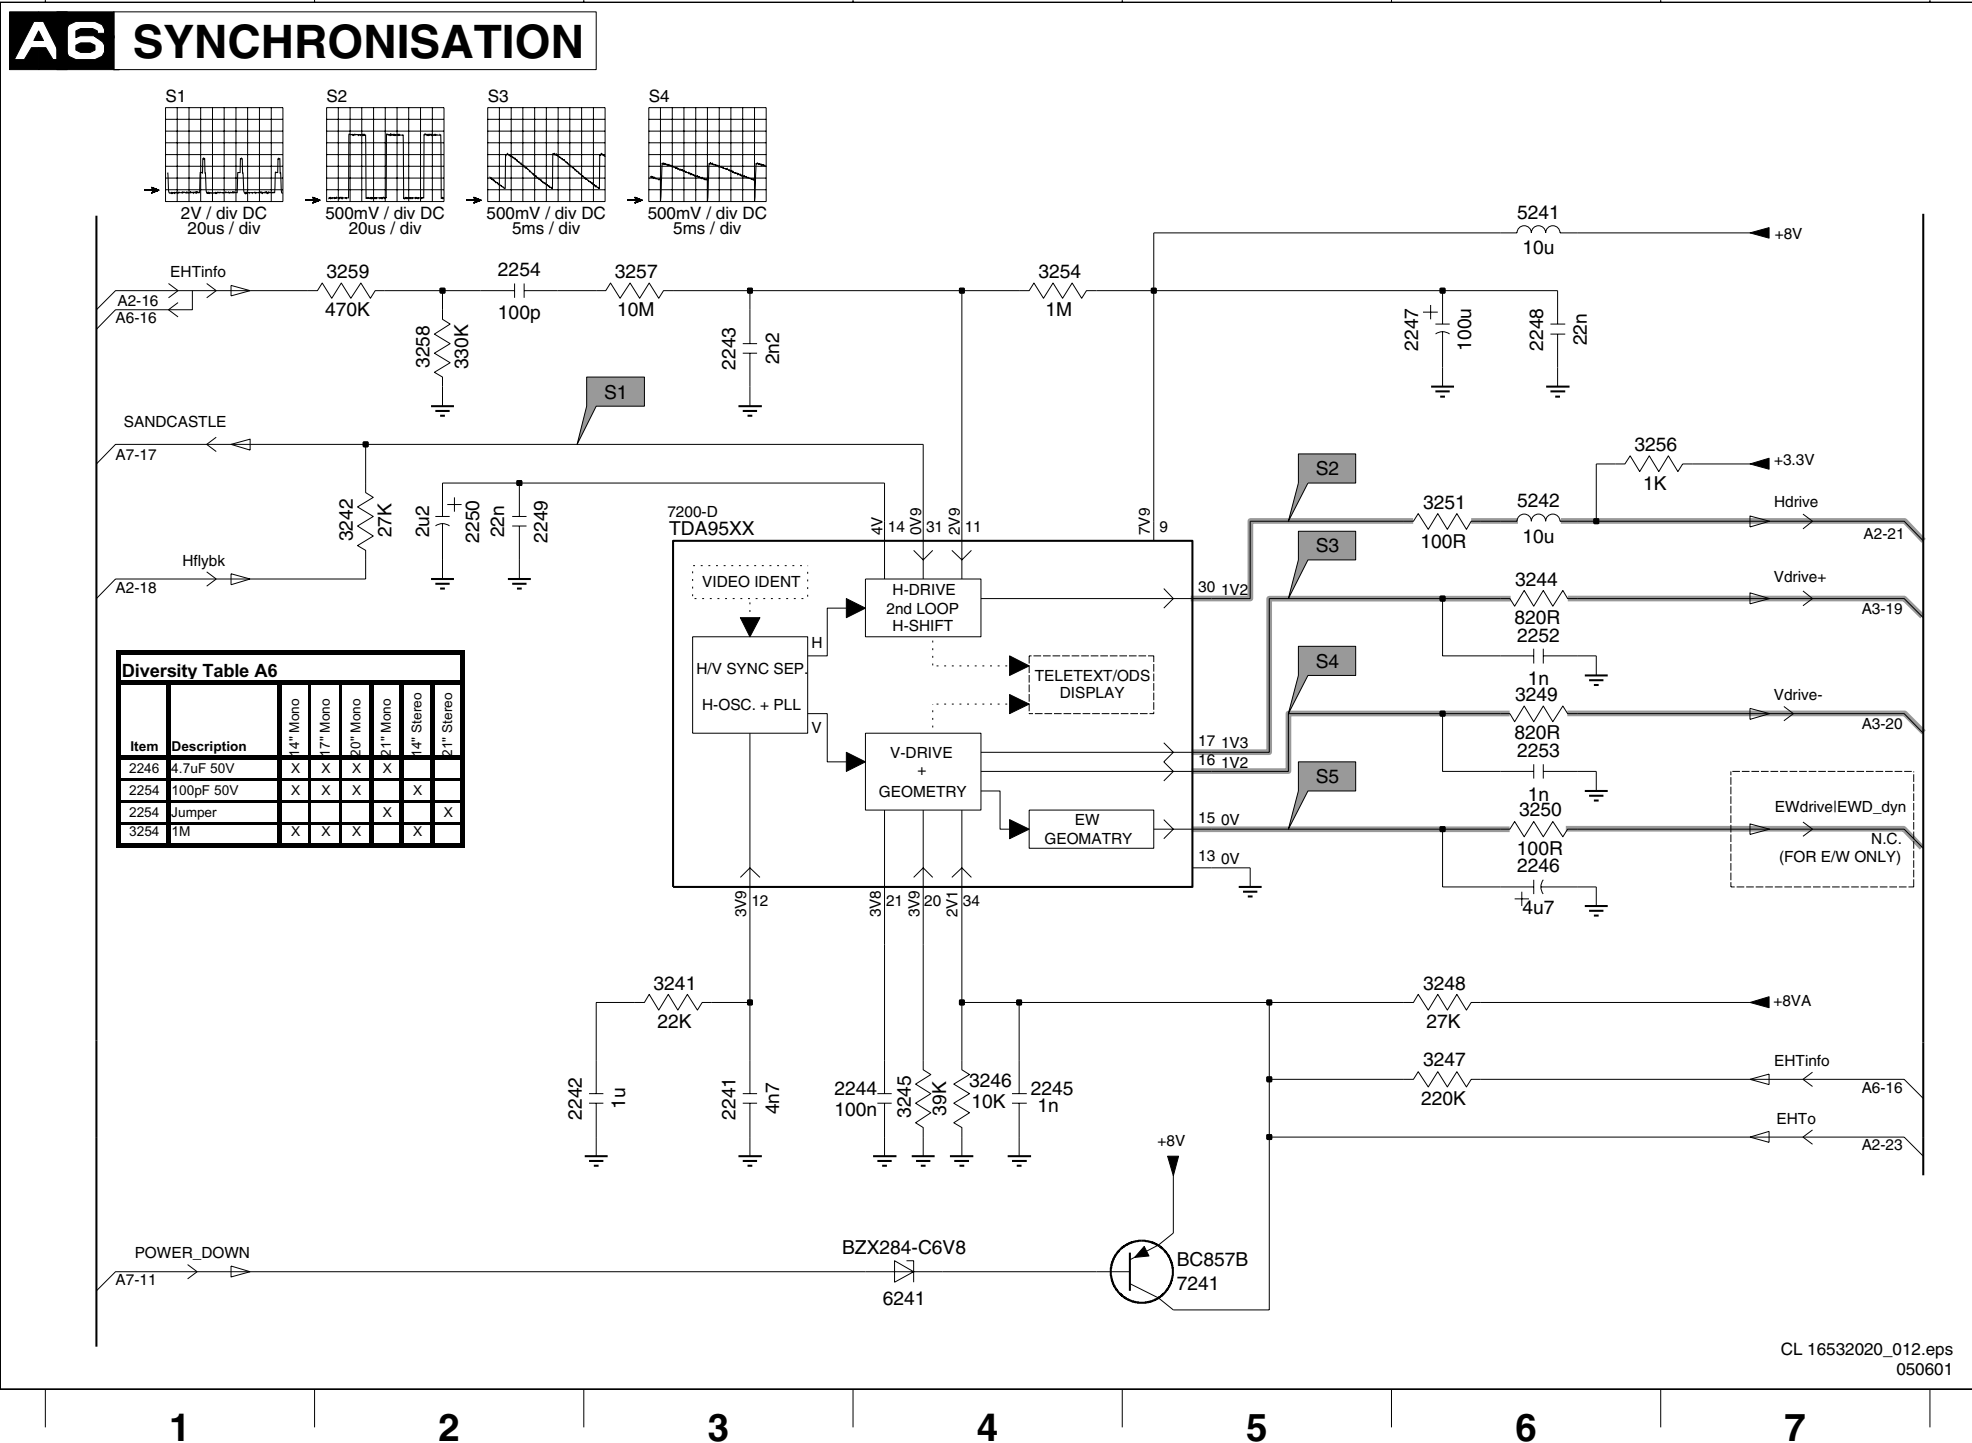 A6 SYNCHRONISATION
S1
S2
S3
S4
2V / div DC
20us / div
500mV / div DC
20us / div
500mV / div DC
5ms / div
500mV / div DC
5ms / div
5241
10u
+8V
EHTinfo
A2-16
A6-16
3259
470K
2254
100p
3257
10M
3254
1M
3258
330K
2243
2n2
2247
+
100u
2248
22n
S1
SANDCASTLE
A7-17
3256
1K
+3.3V
3242
27K
2u2
+
2250
22n
2249
Hflybk
A2-18
7200-D
TDA95XX
4V
14
0V9
31
2V9
11
7V9
9
S2
3251
100R
5242
10u
Hdrive
A2-21
S3
VIDEO IDENT
H-DRIVE
2nd LOOP
H-SHIFT
30 1V2
3244
820R
2252
1n
Vdrive+
A3-19
H
H/V SYNC SEP.
H-OSC. + PLL
V
TELETEXT/ODS
DISPLAY
S4
3249
820R
2253
1n
Vdrive-
A3-20
V-DRIVE
+
GEOMETRY
17 1V3
16 1V2
S5
EW
GEOMATRY
15 0V
13 0V
3250
100R
2246
+
4u7
EWdrive|EWD_dyn
N.C.
(FOR E/W ONLY)
Diversity Table A6
Item Description 14" Mono 17" Mono 20" Mono 21" Mono 14" Stereo 21" Stereo
2246 4.7uF 50V X X X X
2254 100pF 50V X X X X
2254 Jumper X X
3254 1M X X X X
3V9
12
3V8
21
3V9
20
2V1
34
3241
22K
3248
27K
+8VA
2242
1u
2241
4n7
2244
100n
3245
39K
3246
10K
2245
1n
3247
220K
EHTinfo
A6-16
EHTo
A2-23
+8V
POWER_DOWN
A7-11
BZX284-C6V8
6241
BC857B
7241
CL 16532020_012.eps
050601
1
2
3
4
5
6
7